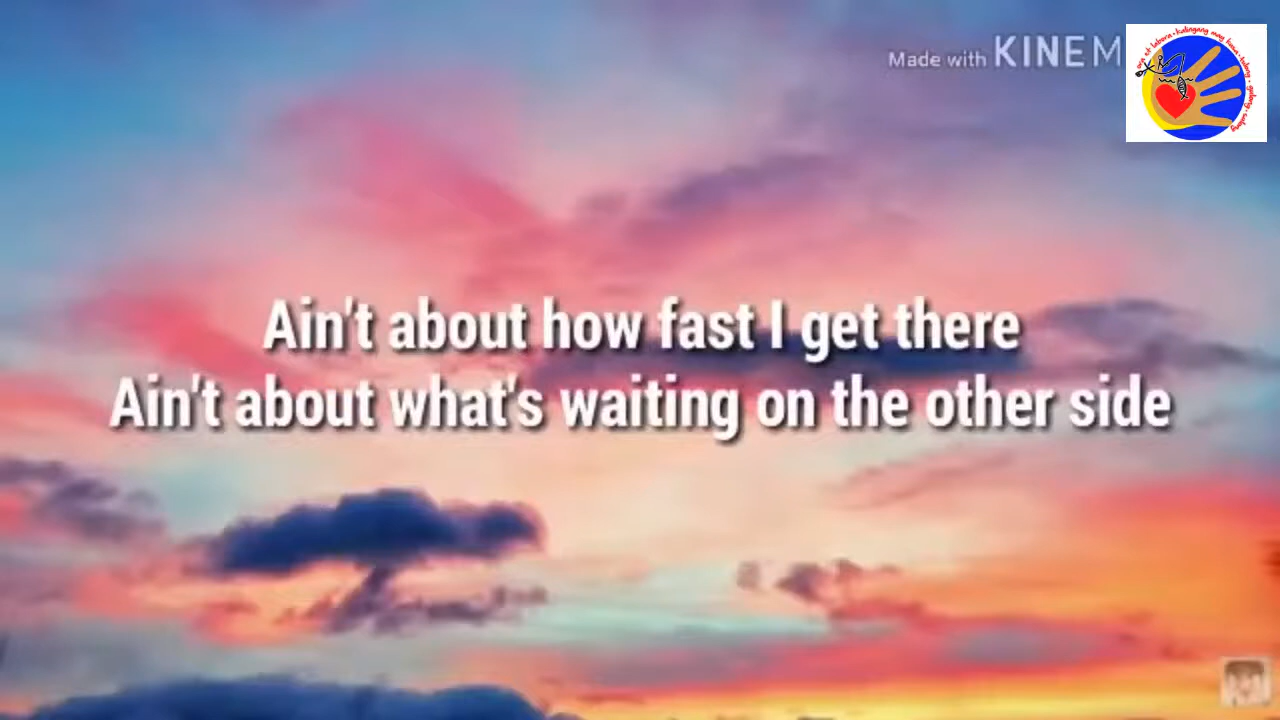 Made with KINEM
Ain't about how fast I get there
Ain't about what's waiting on the other side